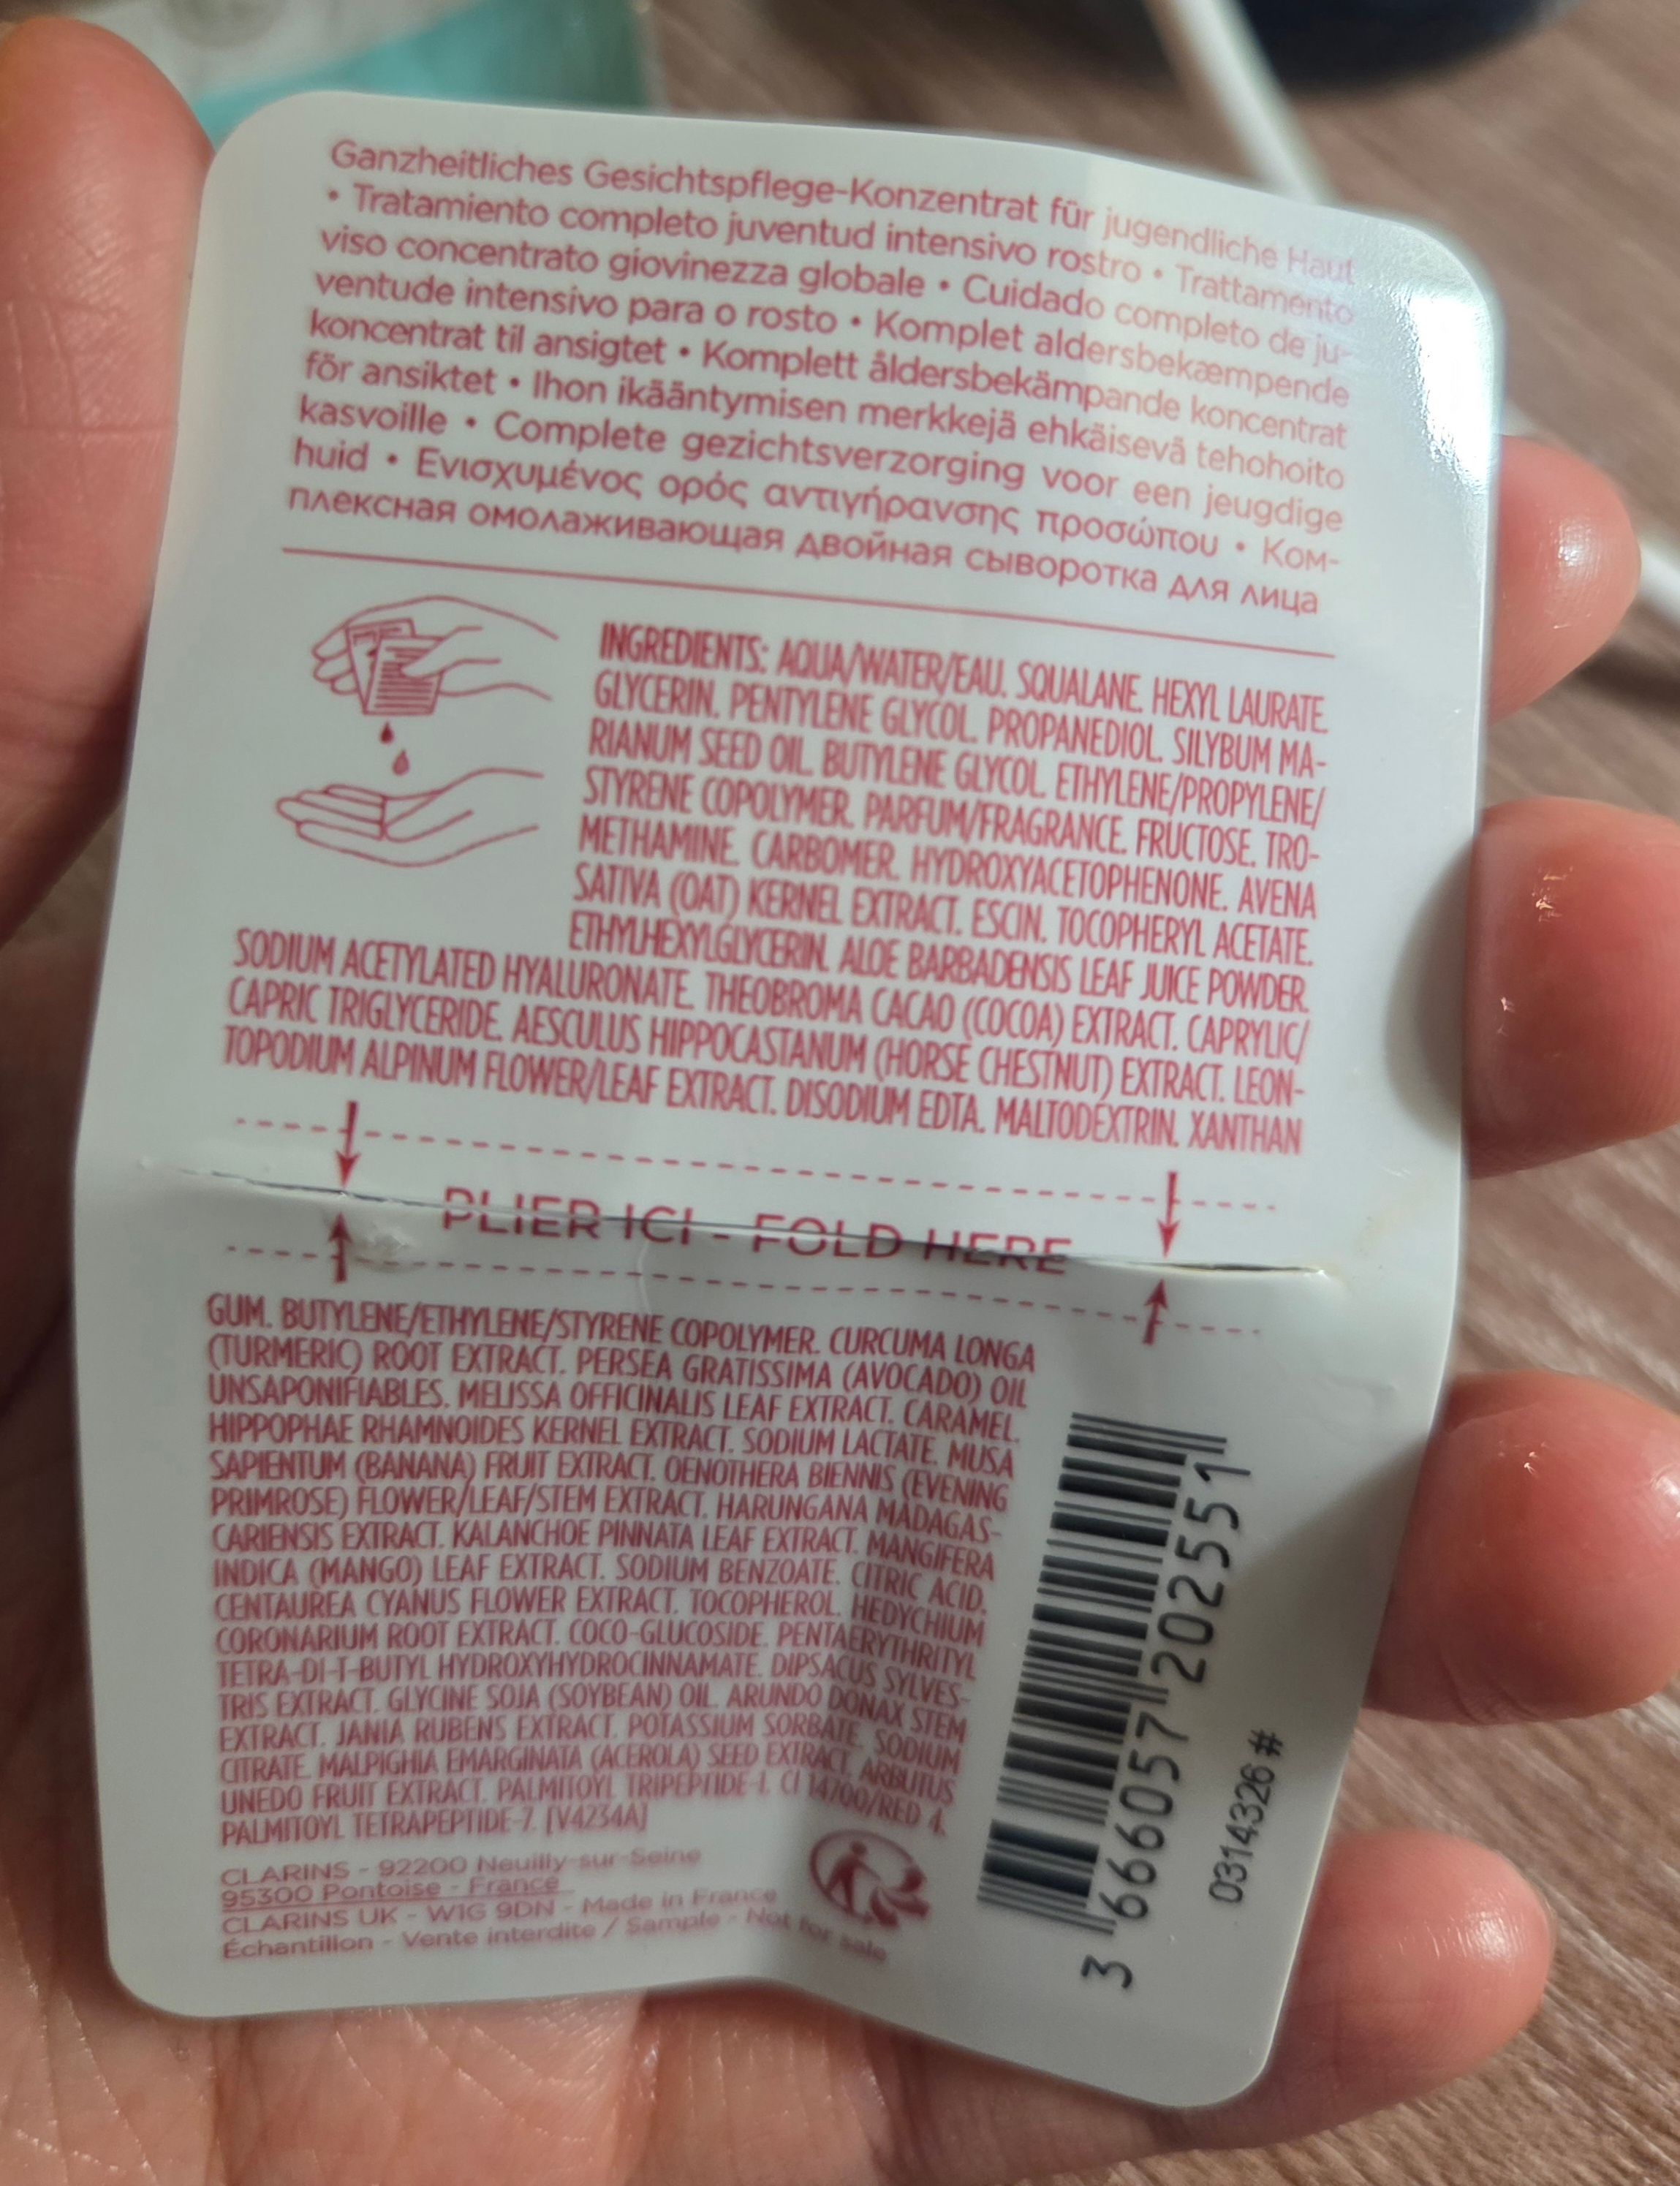 Ganzheitliches Gesichtspflege-Konzentrat für jugendliche Haut
• Tratamiento completo juventud intensivo rostro • Trattamento
viso concentrato giovinezza globale • Cuidado completo de ju-
ventude intensivo para o rosto • Komplet aldersbekæmpende
koncentrat til ansigtet • Komplett åldersbekämpande koncentrat
för ansiktet • Ihon ikääntymisen merkkejä ehkäisevä tehohoito
kasvoille • Complete gezichtsverzorging voor een jeugdige
huid • Ενισχυμένος ορός αντιγήρανσης προσώπου • Ком-
плексная омолаживающая двойная сыворотка для лица
INGREDIENTS: AQUA/WATER/EAU. SQUALANE. HEXYL LAURATE.
GLYCERIN. PENTYLENE GLYCOL. PROPANEDIOL. SILYBUM MA-
RIANUM SEED OIL. BUTYLENE GLYCOL. ETHYLENE/PROPYLENE/
STYRENE COPOLYMER. PARFUM/FRAGRANCE. FRUCTOSE. TRO-
METHAMINE. CARBOMER. HYDROXYACETOPHENONE. AVENA
SATIVA (OAT) KERNEL EXTRACT. ESCIN. TOCOPHERYL ACETATE.
ETHYLHEXYLGLYCERIN. ALOE BARBADENSIS LEAF JUICE POWDER.
SODIUM ACETYLATED HYALURONATE. THEOBROMA CACAO (COCOA) EXTRACT. CAPRYLIC/
CAPRIC TRIGLYCERIDE. AESCULUS HIPPOCASTANUM (HORSE CHESTNUT) EXTRACT. LEON-
TOPODIUM ALPINUM FLOWER/LEAF EXTRACT. DISODIUM EDTA. MALTODEXTRIN. XANTHAN
PLIER ICI - FOLD HERE
GUM. BUTYLENE/ETHYLENE/STYRENE COPOLYMER. CURCUMA LONGA
(TURMERIC) ROOT EXTRACT. PERSEA GRATISSIMA (AVOCADO) OIL
UNSAPONIFIABLES. MELISSA OFFICINALIS LEAF EXTRACT. CARAMEL.
HIPPOPHAE RHAMNOIDES KERNEL EXTRACT. SODIUM LACTATE. MUSA
SAPIENTUM (BANANA) FRUIT EXTRACT. OENOTHERA BIENNIS (EVENING
PRIMROSE) FLOWER/LEAF/STEM EXTRACT. HARUNGANA MADAGAS-
CARIENSIS EXTRACT. KALANCHOE PINNATA LEAF EXTRACT. MANGIFERA
INDICA (MANGO) LEAF EXTRACT. SODIUM BENZOATE. CITRIC ACID.
CENTAUREA CYANUS FLOWER EXTRACT. TOCOPHEROL. HEDYCHIUM
CORONARIUM ROOT EXTRACT. COCO-GLUCOSIDE. PENTAERYTHRITYL
TETRA-DI-T-BUTYL HYDROXYHYDROCINNAMATE. DIPSACUS SYLVES-
TRIS EXTRACT. GLYCINE SOJA (SOYBEAN) OIL. ARUNDO DONAX STEM
EXTRACT. JANIA RUBENS EXTRACT. POTASSIUM SORBATE. SODIUM
CITRATE. MALPIGHIA EMARGINATA (ACEROLA) SEED EXTRACT. ARBUTUS
UNEDO FRUIT EXTRACT. PALMITOYL TRIPEPTIDE-1. CI 14700/RED 4.
PALMITOYL TETRAPEPTIDE-7. [V4234A]
CLARINS - 92200 Neuilly-sur-Seine
95300 Pontoise - France
CLARINS UK - W1G 9DN - Made in France
Échantillon - Vente interdite / Sample - Not for sale
3 666057 202551
0314326#